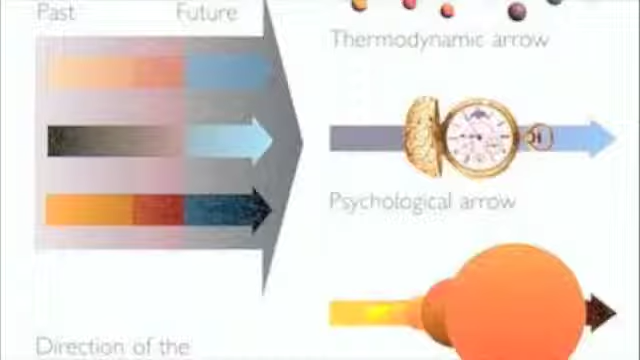 Past Future
Thermodynamic arrow
Psychological arrow
Direction of the